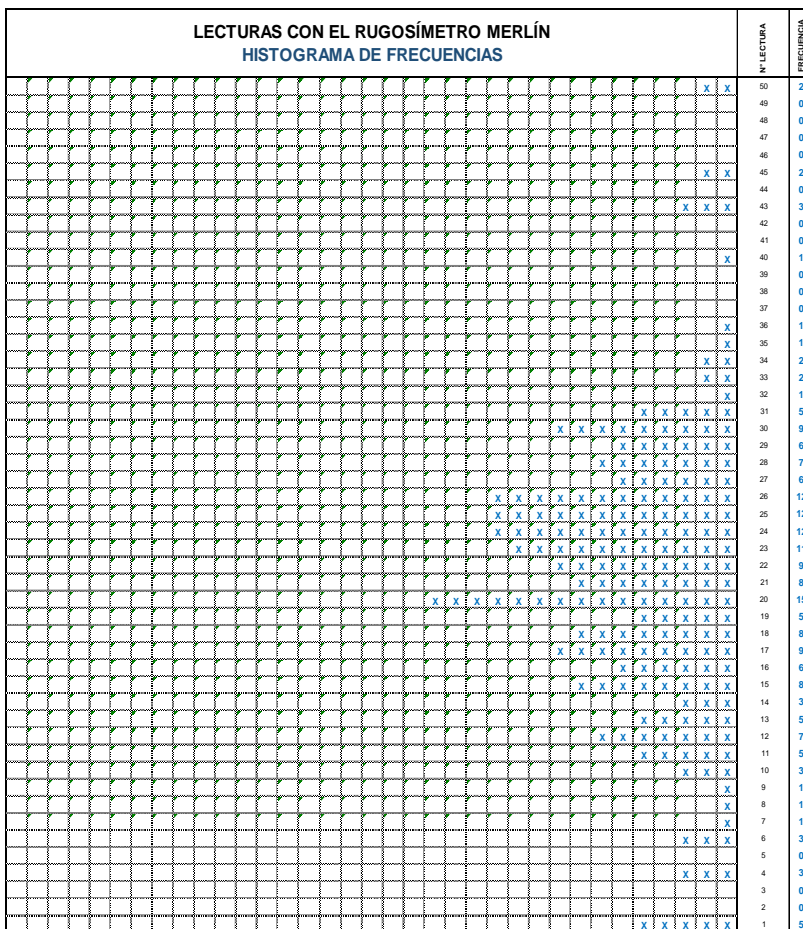 LECTURAS CON EL RUGOSÍMETRO MERLÍN
HISTOGRAMA DE FRECUENCIAS
N° LECTURA
FRECUENCIA
X X 50 2
49 0
48 0
47 0
46 0
X X 45 2
44 0
X X X 43 3
42 0
41 0
X 40 1
39 0
38 0
37 0
X 36 1
X 35 1
X X 34 2
X X 33 2
X 32 1
X X X X X 31 5
X X X X X X X X X 30 9
X X X X X X 29 6
X X X X X X X 28 7
X X X X X X 27 6
X X X X X X X X X X X X 26 12
X X X X X X X X X X X X 25 12
X X X X X X X X X X X X 24 12
X X X X X X X X X X X 23 11
X X X X X X X X X 22 9
X X X X X X X X 21 8
X X X X X X X X X X X X X X X 20 15
X X X X X 19 5
X X X X X X X X 18 8
X X X X X X X X X 17 9
X X X X X X 16 6
X X X X X X X X 15 8
X X X 14 3
X X X X X 13 5
X X X X X X X 12 7
X X X X X 11 5
X X X 10 3
X 9 1
X 8 1
X 7 1
X X X 6 3
5 0
X X X 4 3
3 0
2 0
X X X X X 1 5